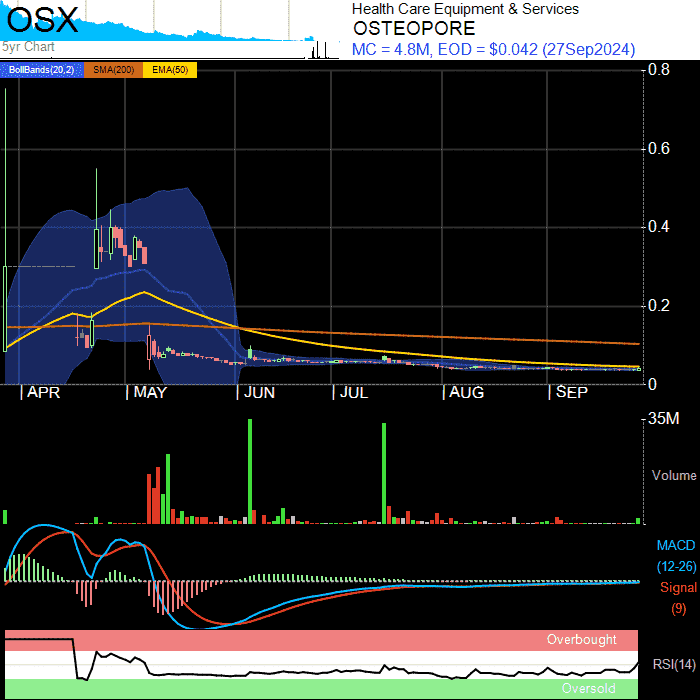 OSX
5yr Chart
Health Care Equipment & Services
OSTEOPORE
MC = 4.8M, EOD = $0.042 (27Sep2024)
BollBands(20,2) SMA(200) EMA(50)
0.8
0.6
0.4
0.2
0
APR MAY JUN JUL AUG SEP
35M
Volume
MACD
(12-26)
Signal
(9)
Overbought
RSI(14)
Oversold